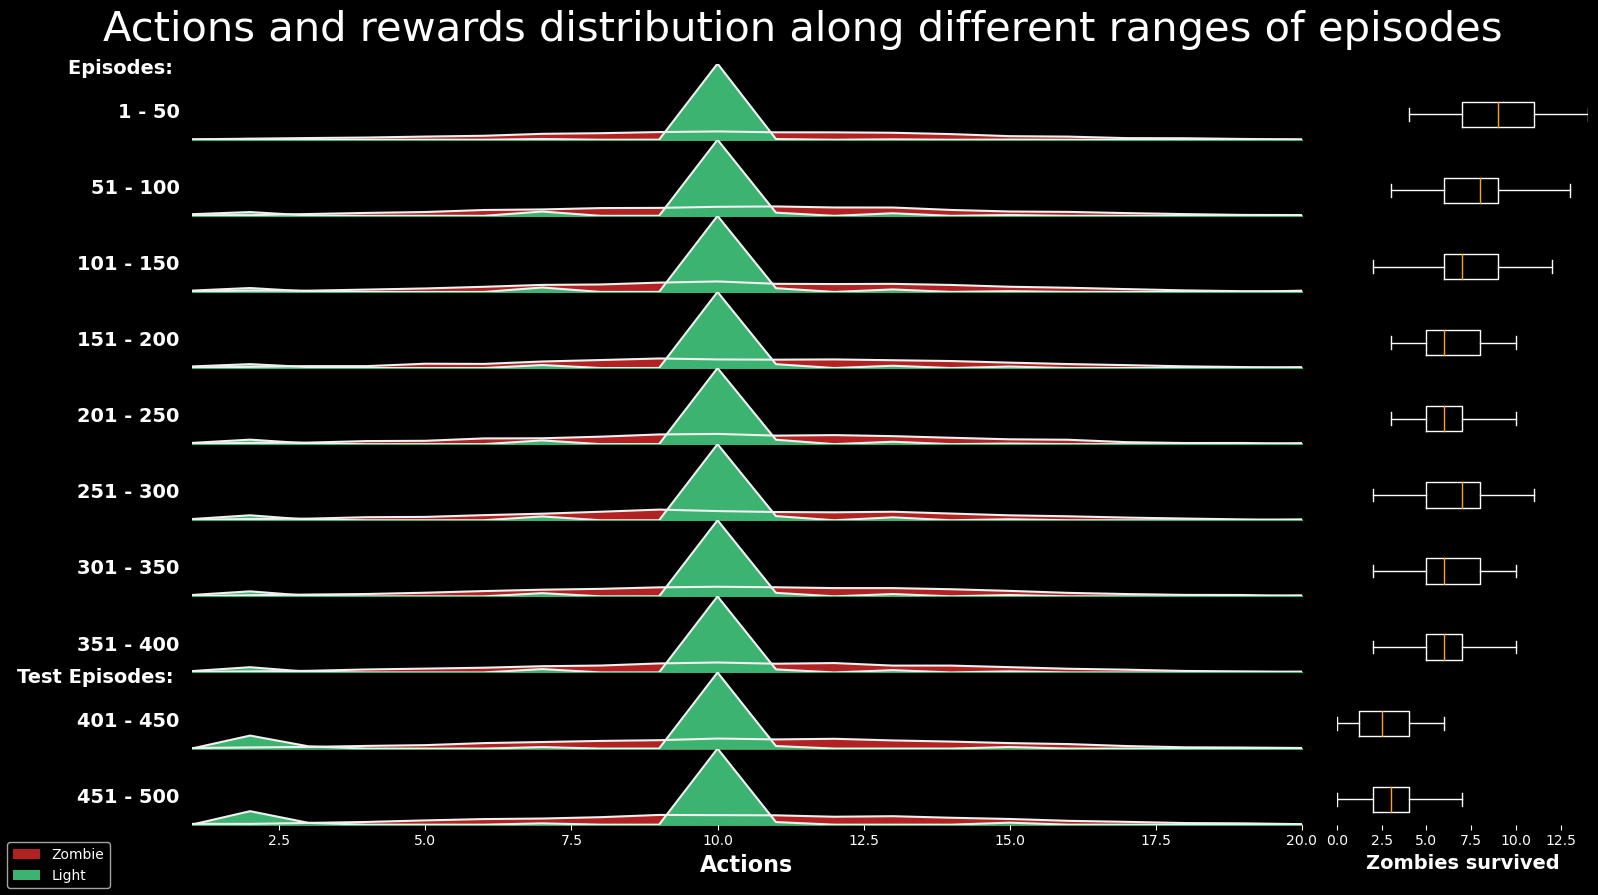 Actions and rewards distribution along different ranges of episodes
Episodes:
1 - 50
51 - 100
101 - 150
151 - 200
201 - 250
251 - 300
301 - 350
351 - 400
Test Episodes:
401 - 450
451 - 500
2.5 5.0 7.5 10.0 12.5 15.0 17.5 20.0 0.0 2.5 5.0 7.5 10.0 12.5
Actions
Zombies survived
Zombie
Light